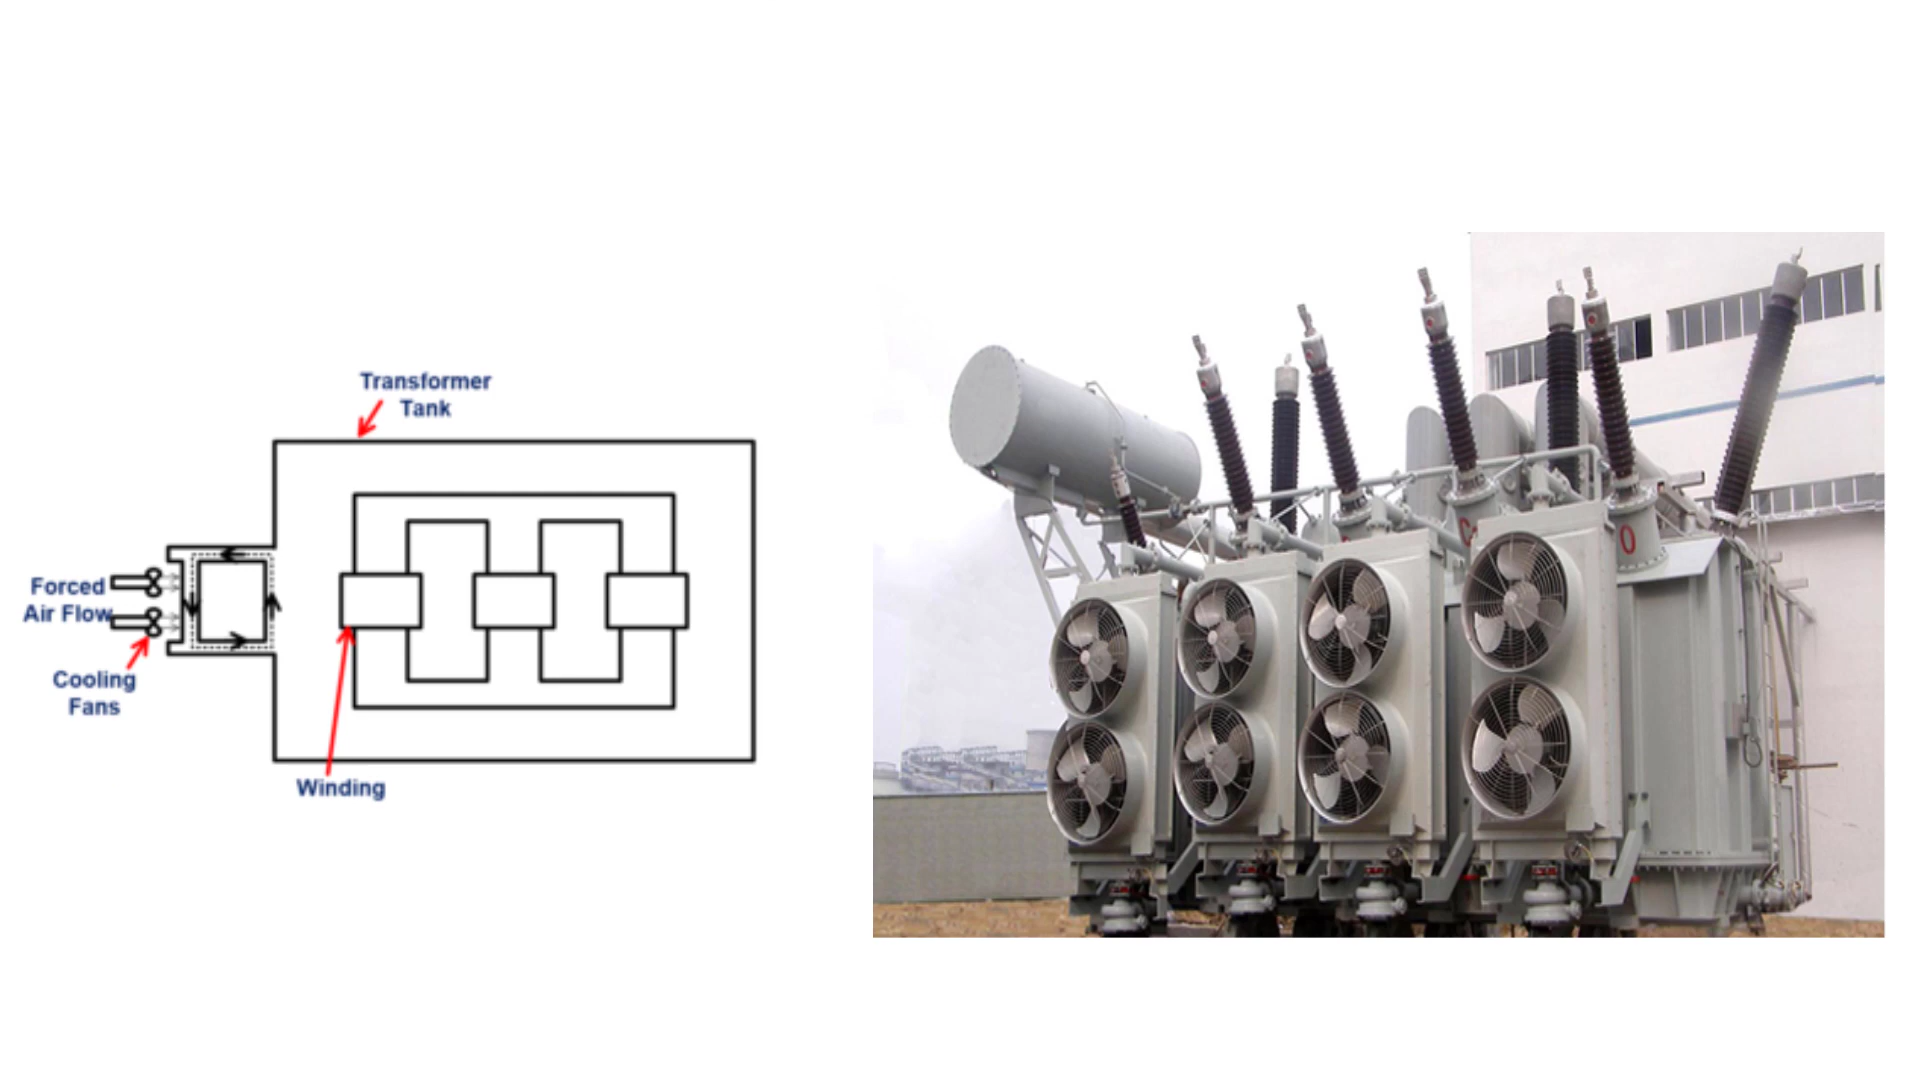 Transformer
Tank
Forced
Air Flow
Cooling
Fans
Winding
O